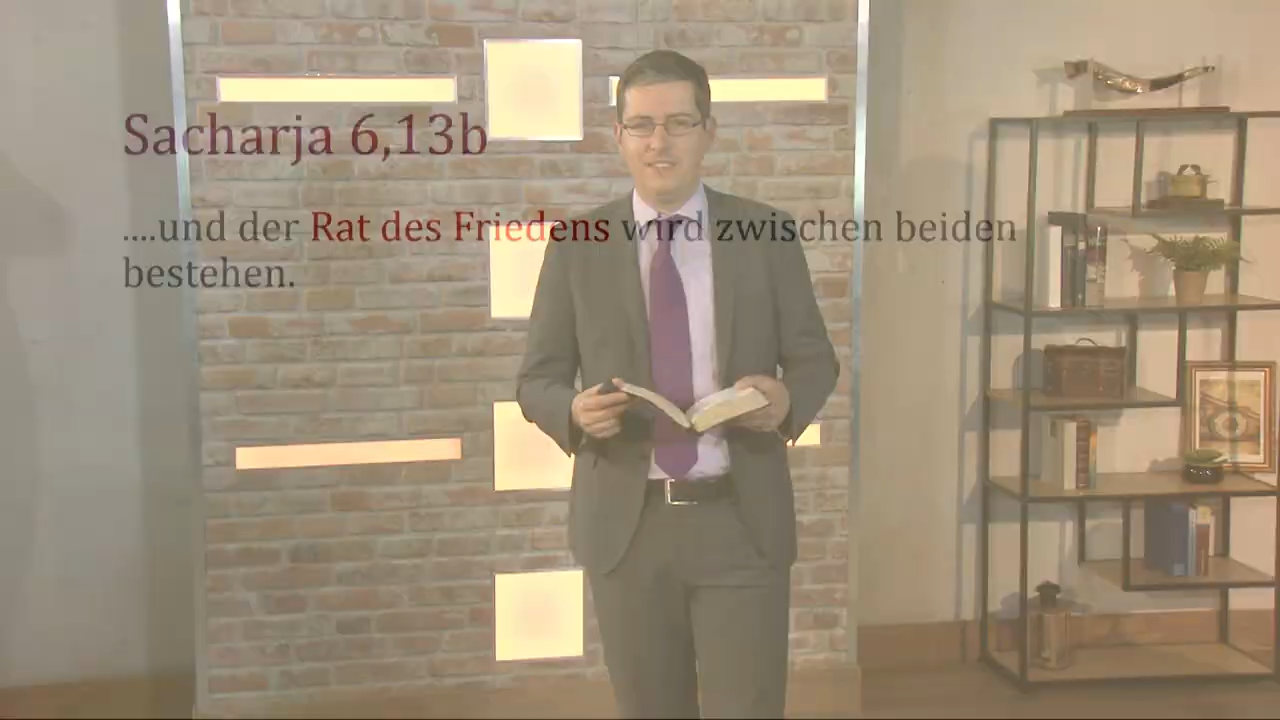 Sacharja 6,13b
....und der Rat des Friedens wird zwischen beiden
bestehen.